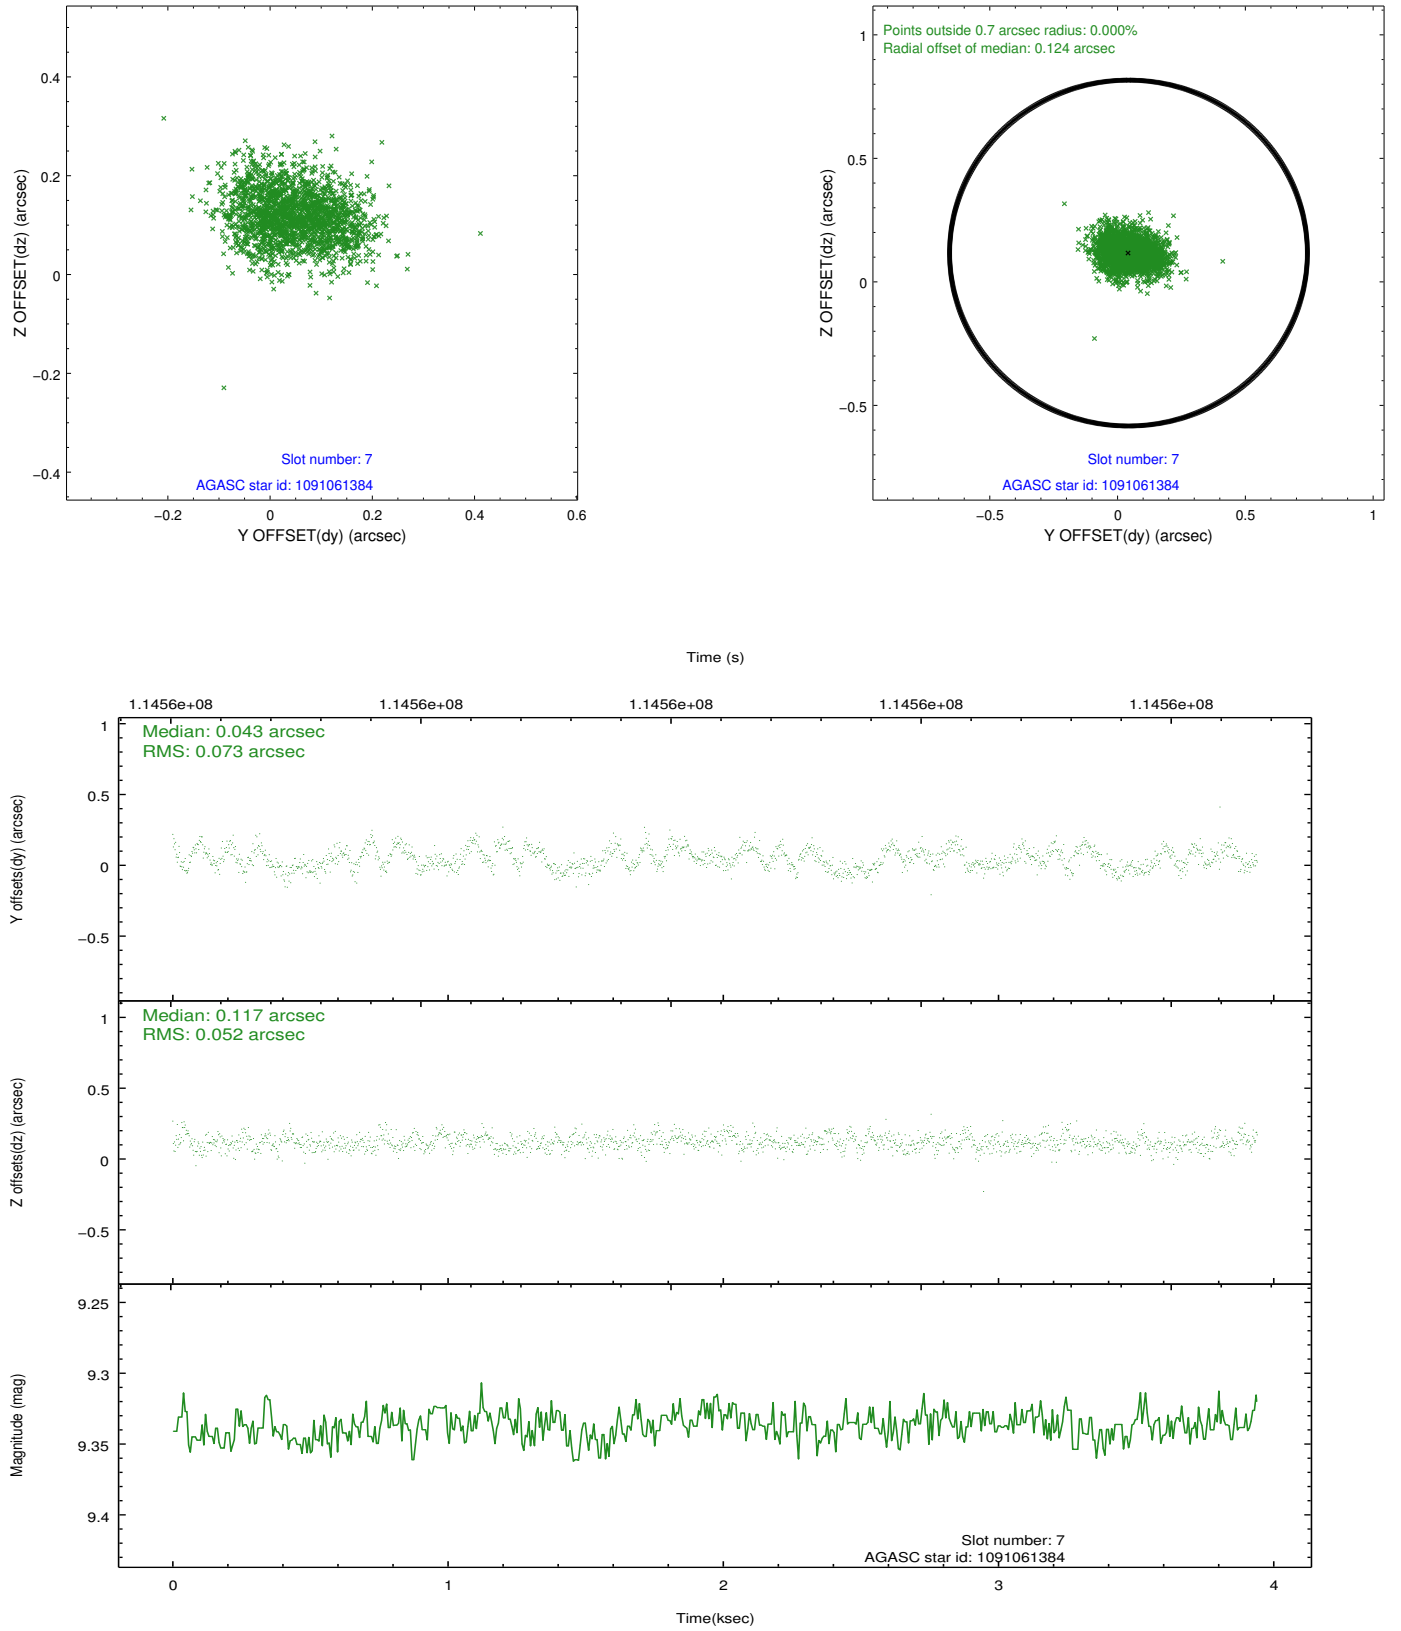 Z OFFSET(dz) (arcsec)
0.4
0.2
0
−0.2
−0.4
Slot number: 7
AGASC star id: 1091061384
−0.2 0 0.2 0.4 0.6
Y OFFSET(dy) (arcsec)
Points outside 0.7 arcsec radius: 0.000%
Radial offset of median: 0.124 arcsec
Z OFFSET(dz) (arcsec)
1
0.5
0
−0.5
Slot number: 7
AGASC star id: 1091061384
−0.5 0 0.5 1
Y OFFSET(dy) (arcsec)
Time (s)
1.1456e+08 1.1456e+08 1.1456e+08 1.1456e+08 1.1456e+08
Median: 0.043 arcsec
RMS: 0.073 arcsec
Y offsets(dy) (arcsec)
1
0.5
0
−0.5
Median: 0.117 arcsec
RMS: 0.052 arcsec
Z offsets(dz) (arcsec)
1
0.5
0
−0.5
Magnitude (mag)
9.25
9.3
9.35
9.4
Slot number: 7
AGASC star id: 1091061384
0 1 2 3 4
Time(ksec)